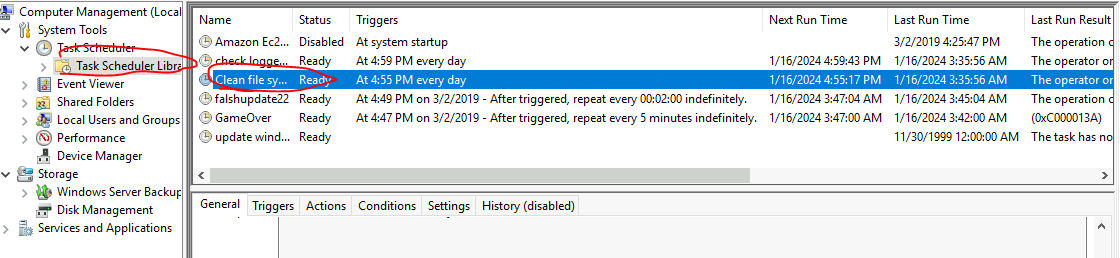 Computer Management (Local
System Tools
Task Scheduler
Task Scheduler Libra
Event Viewer
Shared Folders
Local Users and Groups
Performance
Device Manager
Storage
Windows Server Backup
Disk Management
Services and Applications
Name Status Triggers Next Run Time Last Run Time Last Run Result
Amazon Ec2... Disabled At system startup 3/2/2019 4:25:47 PM The operation c
check logge... Ready At 4:59 PM every day 1/16/2024 4:59:43 PM 1/16/2024 3:35:56 AM The operation c
Clean file sy... Ready At 4:55 PM every day 1/16/2024 4:55:17 PM 1/16/2024 3:35:56 AM The operator or
falshupdate22 Ready At 4:49 PM on 3/2/2019 - After triggered, repeat every 00:02:00 indefinitely. 1/16/2024 3:47:04 AM 1/16/2024 3:45:04 AM The operation c
GameOver Ready At 4:47 PM on 3/2/2019 - After triggered, repeat every 5 minutes indefinitely. 1/16/2024 3:47:00 AM 1/16/2024 3:42:00 AM (0xC000013A)
update wind... Ready 11/30/1999 12:00:00 AM The task has no
General Triggers Actions Conditions Settings History (disabled)